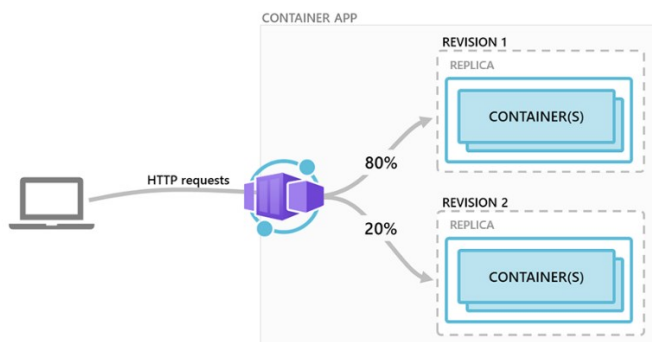 CONTAINER APP
REVISION 1
REPLICA
CONTAINER(S)
80%
HTTP requests
20%
REVISION 2
REPLICA
CONTAINER(S)